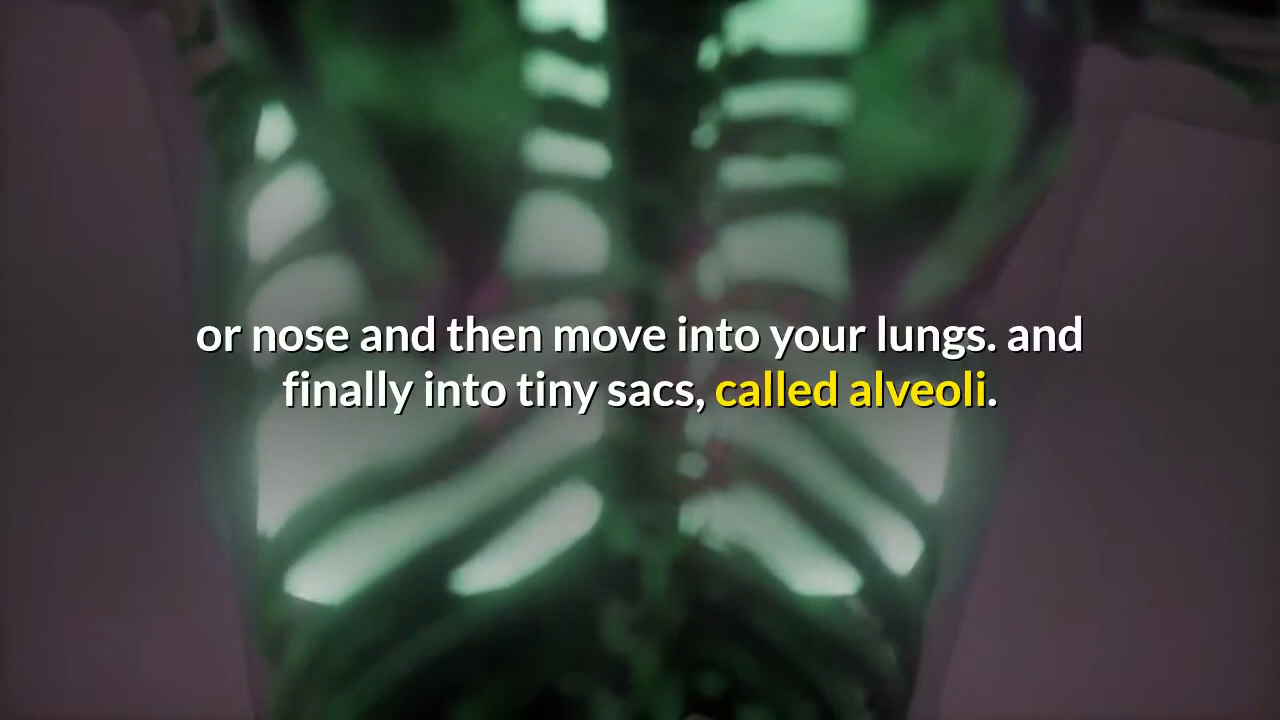 or nose and then move into your lungs. and
finally into tiny sacs, called alveoli.